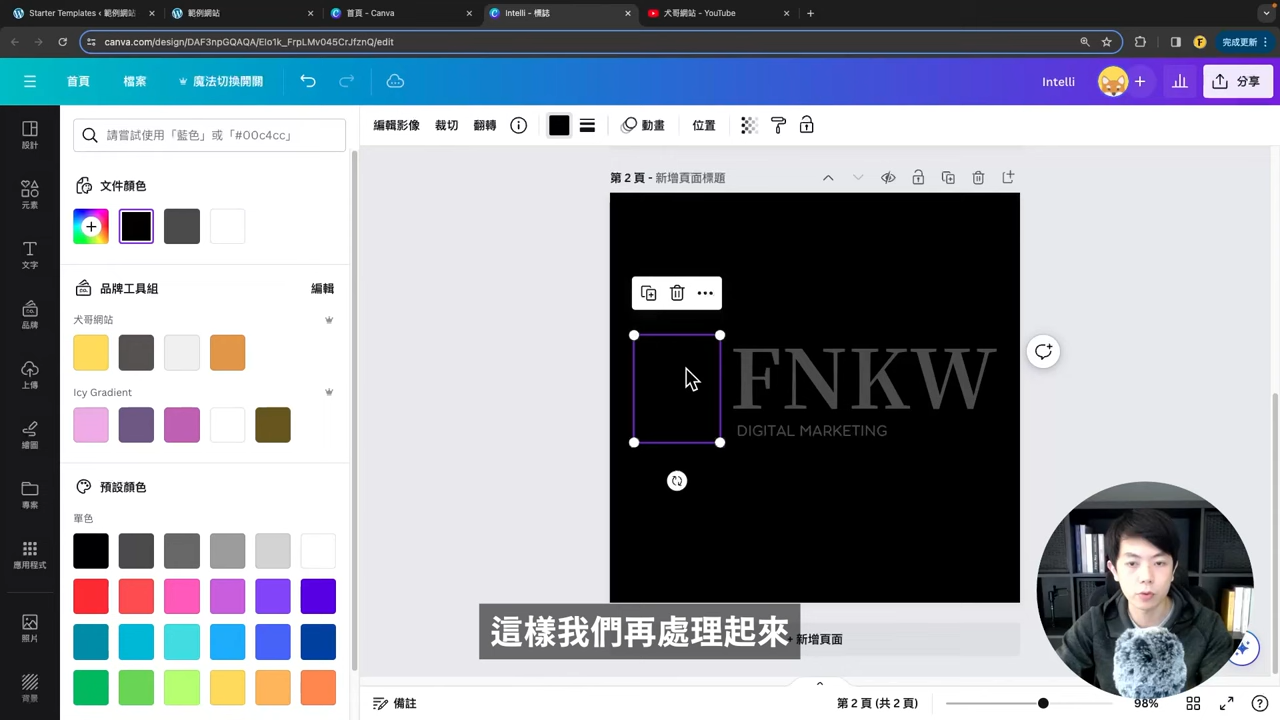 Starter Templates ‹ 範例網站
範例網站
首頁 - Canva
Intelli - 標誌
犬哥網站 - YouTube
canva.com/design/DAF3npGQAQA/Elo1k_FrpLMv045CrJfznQ/edit
完成更新
首頁
檔案
魔法切換開關
Intelli
分享
設計
元素
文字
品牌
上傳
繪圖
專案
應用程式
照片
背景
請嘗試使用「藍色」或「#00c4cc」
文件顏色
品牌工具組
編輯
犬哥網站
Icy Gradient
預設顏色
單色
編輯影像
裁切
翻轉
動畫
位置
第 2 頁 - 新增頁面標題
FNKW
DIGITAL MARKETING
+ 新增頁面
這樣我們再處理起來
備註
第 2 頁 (共 2 頁)
98%